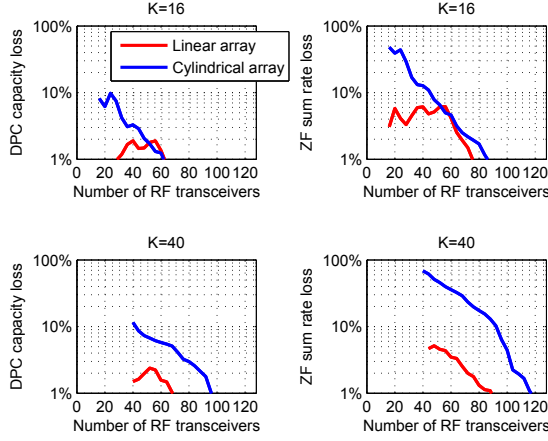 K=16
100%
10%
1%
DPC capacity loss
0 20 40 60 80 100 120
Number of RF transceivers
Linear array
Cylindrical array
K=16
100%
10%
1%
ZF sum rate loss
0 20 40 60 80 100 120
Number of RF transceivers
K=40
100%
10%
1%
DPC capacity loss
0 20 40 60 80 100 120
Number of RF transceivers
K=40
100%
10%
1%
ZF sum rate loss
0 20 40 60 80 100 120
Number of RF transceivers